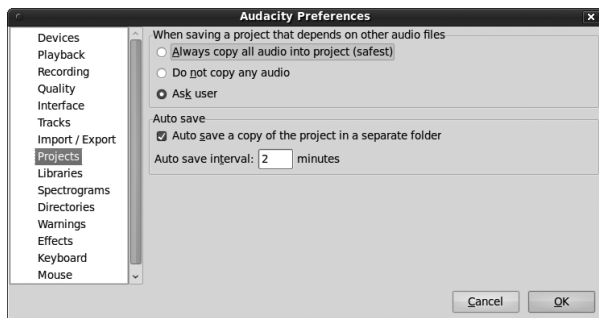 Audacity Preferences
Devices
Playback
Recording
Quality
Interface
Tracks
Import / Export
Projects
Libraries
Spectrograms
Directories
Warnings
Effects
Keyboard
Mouse
When saving a project that depends on other audio files
Always copy all audio into project (safest)
Do not copy any audio
Ask user
Auto save
Auto save a copy of the project in a separate folder
Auto save interval: 2 minutes
Cancel OK